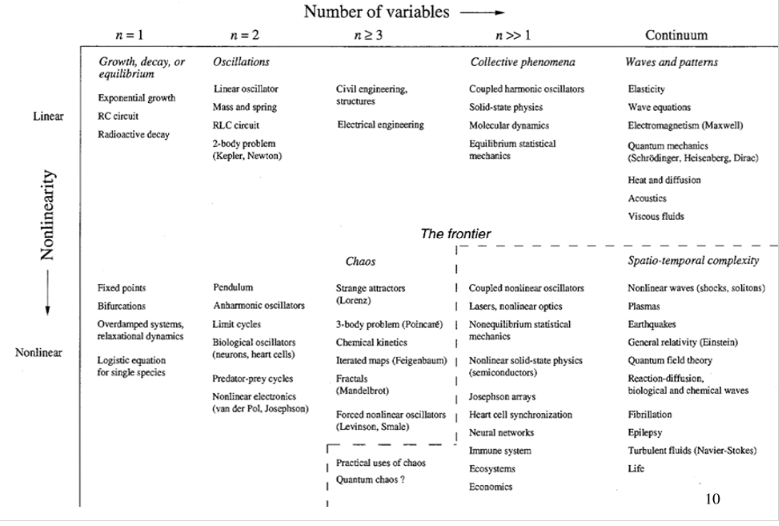 Number of variables
n = 1
n = 2
n ≥ 3
n >> 1
Continuum
Linear
Nonlinearity
Nonlinear
Growth, decay, or
equilibrium
Exponential growth
RC circuit
Radioactive decay
Oscillations
Linear oscillator
Mass and spring
RLC circuit
2-body problem
(Kepler, Newton)
Civil engineering,
structures
Electrical engineering
Collective phenomena
Coupled harmonic oscillators
Solid-state physics
Molecular dynamics
Equilibrium statistical
mechanics
Waves and patterns
Elasticity
Wave equations
Electromagnetism (Maxwell)
Quantum mechanics
(Schrödinger, Heisenberg, Dirac)
Heat and diffusion
Acoustics
Viscous fluids
The frontier
Fixed points
Bifurcations
Overdamped systems,
relaxational dynamics
Logistic equation
for single species
Pendulum
Anharmonic oscillators
Limit cycles
Biological oscillators
(neurons, heart cells)
Predator-prey cycles
Nonlinear electronics
(van der Pol, Josephson)
Chaos
Strange attractors
(Lorenz)
3-body problem (Poincaré)
Chemical kinetics
Iterated maps (Feigenbaum)
Fractals
(Mandelbrot)
Forced nonlinear oscillators
(Levinson, Smale)
Practical uses of chaos
Quantum chaos ?
Coupled nonlinear oscillators
Lasers, nonlinear optics
Nonequilibrium statistical
mechanics
Nonlinear solid-state physics
(semiconductors)
Josephson arrays
Heart cell synchronization
Neural networks
Immune system
Ecosystems
Economics
Spatio-temporal complexity
Nonlinear waves (shocks, solitons)
Plasmas
Earthquakes
General relativity (Einstein)
Quantum field theory
Reaction-diffusion,
biological and chemical waves
Fibrillation
Epilepsy
Turbulent fluids (Navier-Stokes)
Life
10